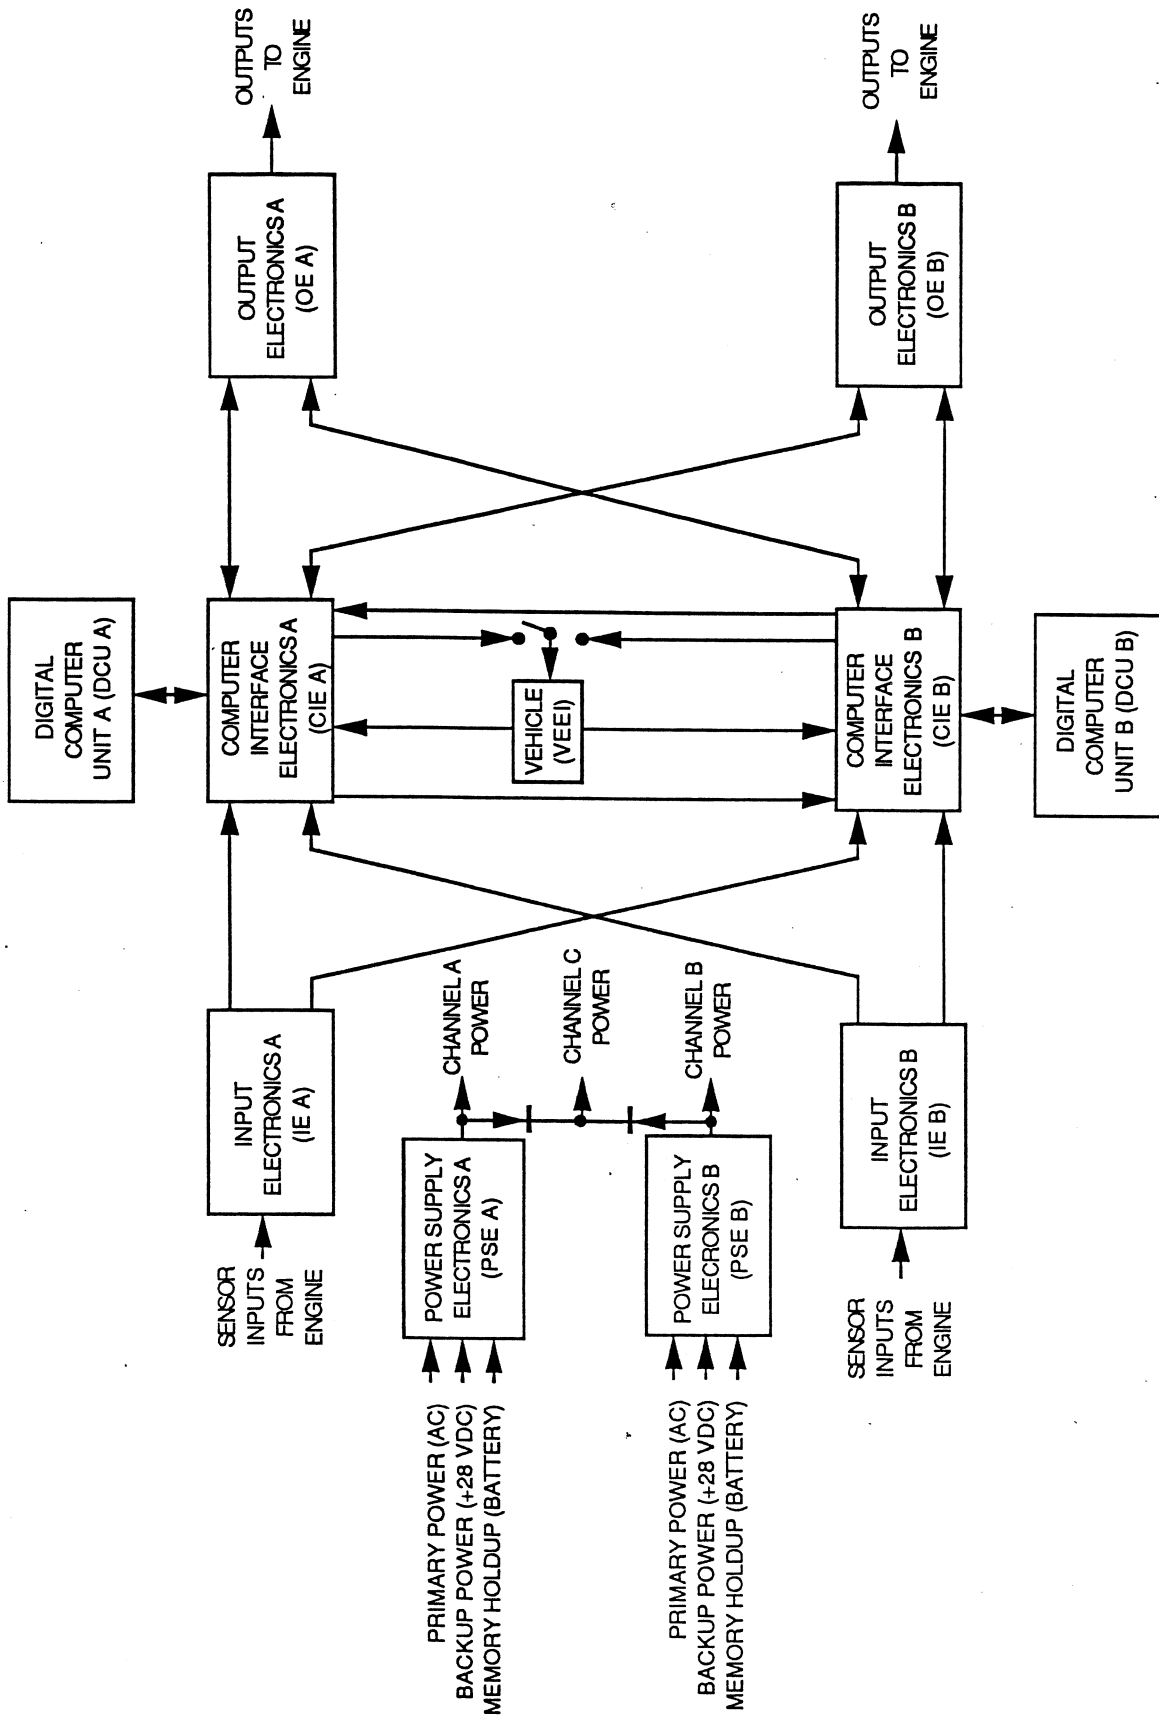 DIGITAL
COMPUTER
UNIT A (DCU A)
SENSOR
INPUTS
FROM
ENGINE
INPUT
ELECTRONICS A
(IE A)
COMPUTER
INTERFACE
ELECTRONICS A
(CIE A)
OUTPUT
ELECTRONICS A
(OE A)
OUTPUTS
TO
ENGINE
PRIMARY POWER (AC)
BACKUP POWER (+28 VDC)
MEMORY HOLDUP (BATTERY)
POWER SUPPLY
ELECTRONICS A
(PSE A)
CHANNEL A
POWER
CHANNEL C
POWER
VEHICLE
(VEEI)
PRIMARY POWER (AC)
BACKUP POWER (+28 VDC)
MEMORY HOLDUP (BATTERY)
POWER SUPPLY
ELECRONICS B
(PSE B)
CHANNEL B
POWER
SENSOR
INPUTS
FROM
ENGINE
INPUT
ELECTRONICS B
(IE B)
COMPUTER
INTERFACE
ELECTRONICS B
(CIE B)
OUTPUT
ELECTRONICS B
(OE B)
OUTPUTS
TO
ENGINE
DIGITAL
COMPUTER
UNIT B (DCU B)